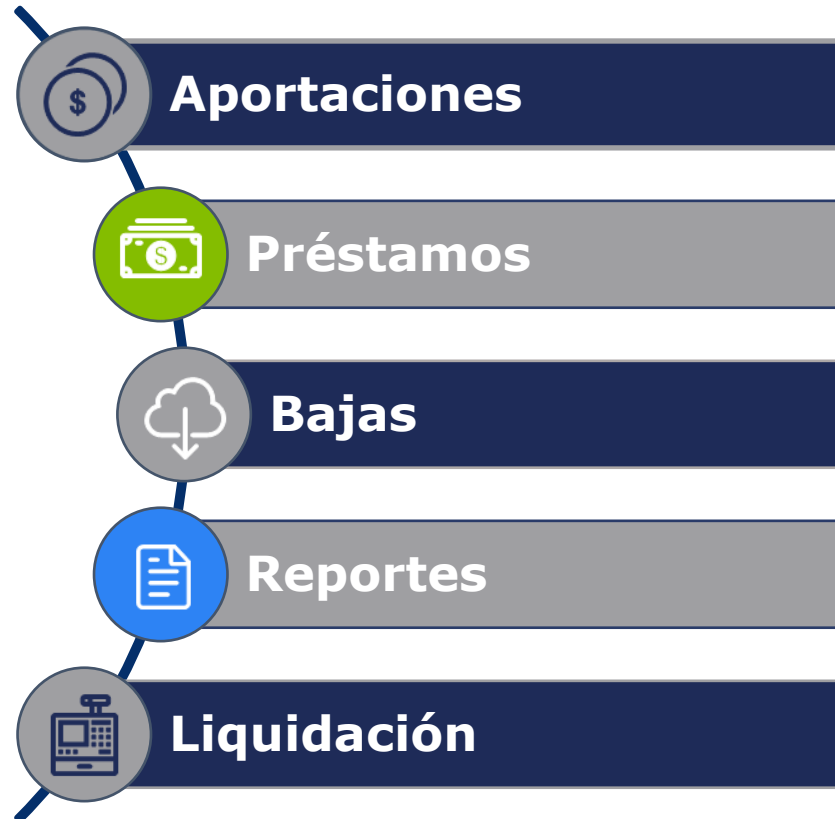 $
Aportaciones
S
Préstamos
Bajas
Reportes
Liquidación